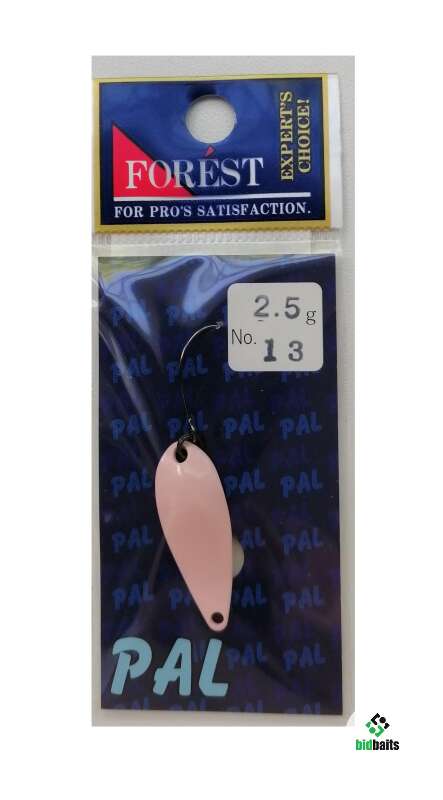 FORÉST
EXPERT'S
CHOICE!
FOR PRO'S SATISFACTION.
2.5g
No.
13
PAL
bidbaits